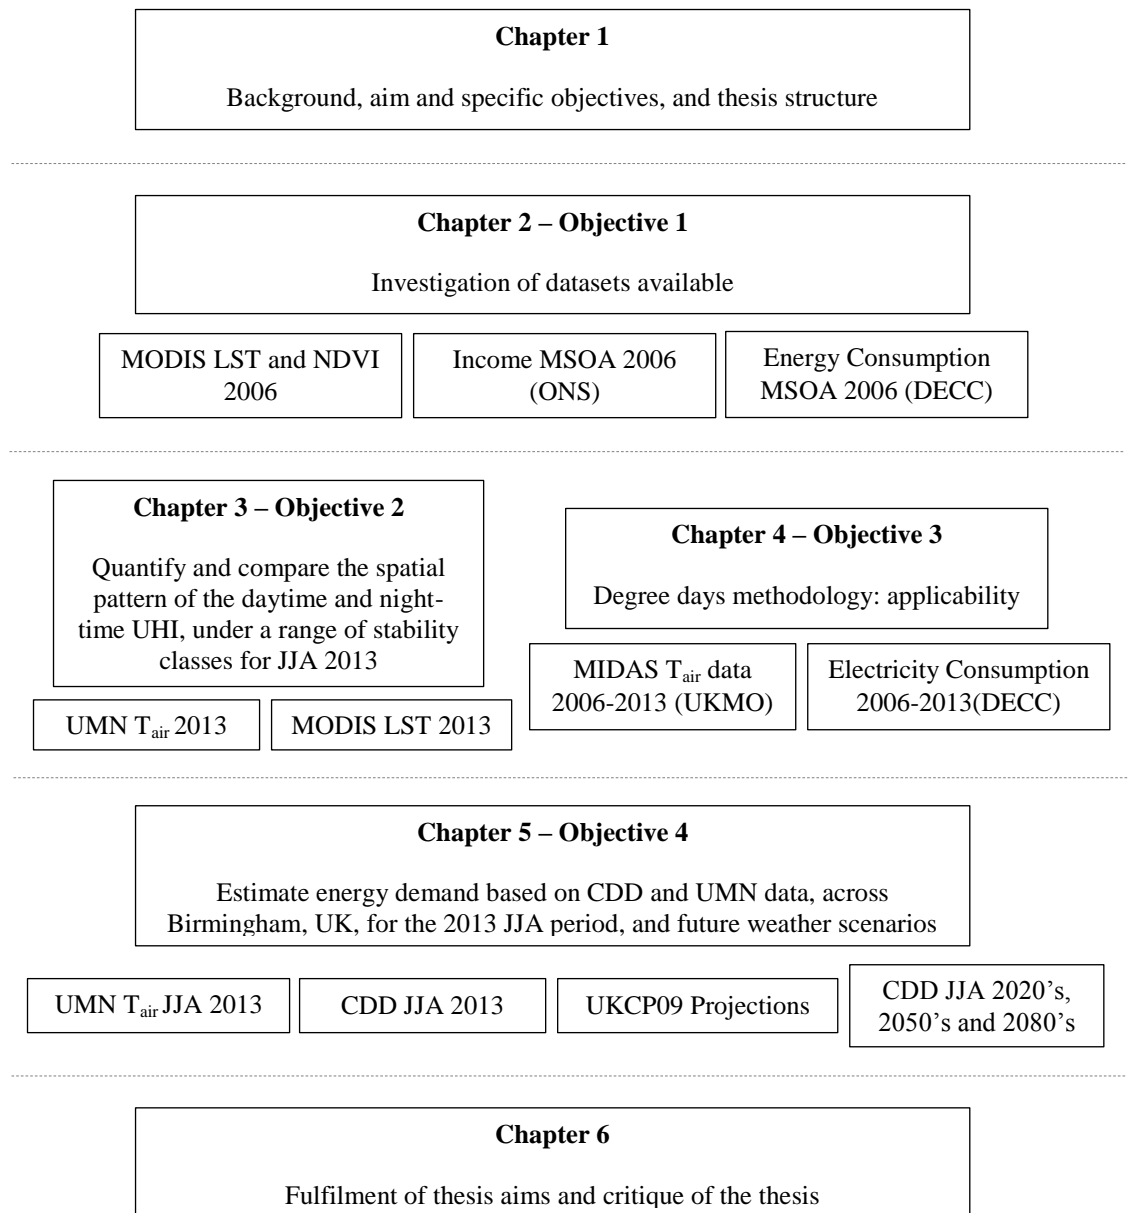 Chapter 1
Background, aim and specific objectives, and thesis structure
Chapter 2 – Objective 1
Investigation of datasets available
MODIS LST and NDVI
2006
Income MSOA 2006
(ONS)
Energy Consumption
MSOA 2006 (DECC)
Chapter 3 – Objective 2
Quantify and compare the spatial
pattern of the daytime and night-
time UHI, under a range of stability
classes for JJA 2013
UMN Tair 2013
MODIS LST 2013
Chapter 4 – Objective 3
Degree days methodology: applicability
MIDAS Tair data
2006-2013 (UKMO)
Electricity Consumption
2006-2013(DECC)
Chapter 5 – Objective 4
Estimate energy demand based on CDD and UMN data, across
Birmingham, UK, for the 2013 JJA period, and future weather scenarios
UMN Tair JJA 2013
CDD JJA 2013
UKCP09 Projections
CDD JJA 2020’s,
2050’s and 2080’s
Chapter 6
Fulfilment of thesis aims and critique of the thesis